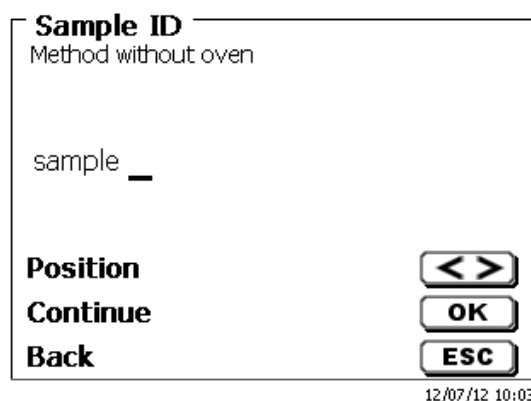 Sample ID
Method without oven
sample _
Position < >
Continue OK
Back ESC
12/07/12 10:03